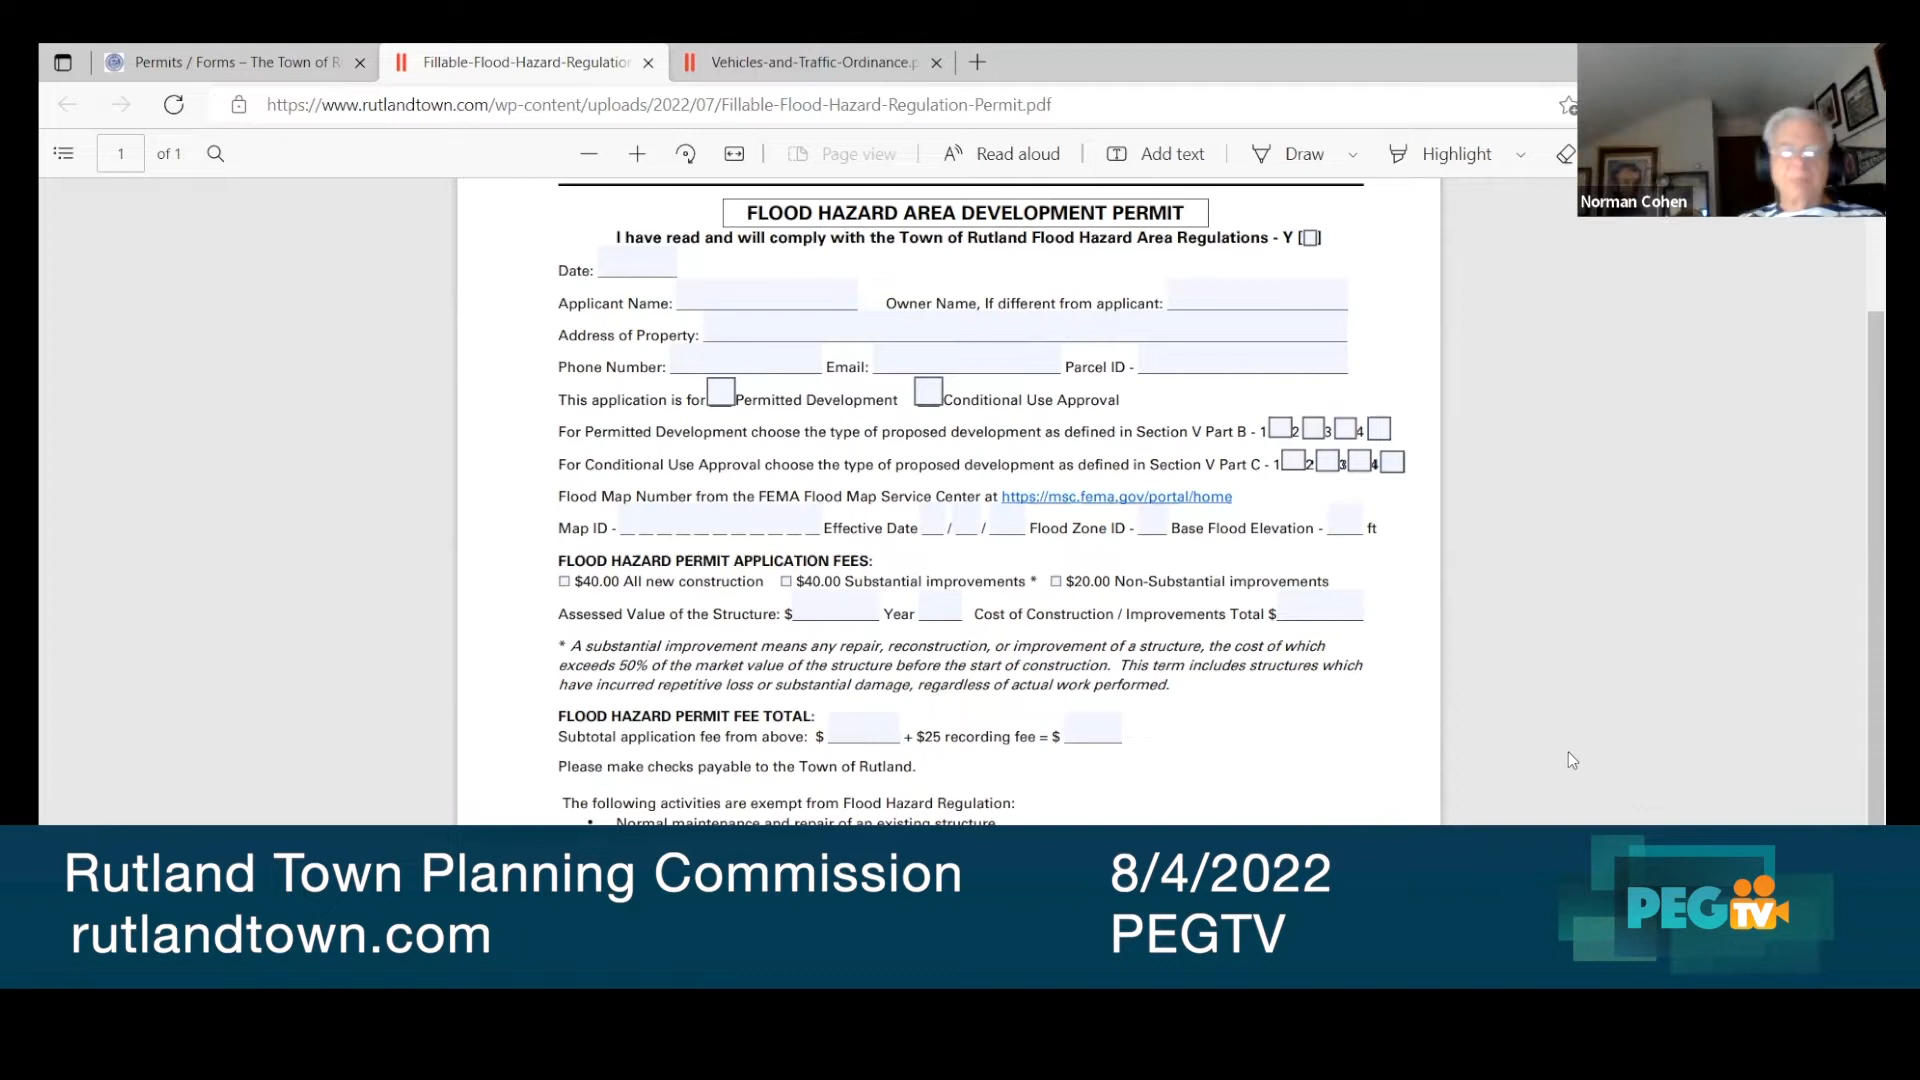 Permits / Forms – The Town of R
Fillable-Flood-Hazard-Regulation
Vehicles-and-Traffic-Ordinance.p
https://www.rutlandtown.com/wp-content/uploads/2022/07/Fillable-Flood-Hazard-Regulation-Permit.pdf
1 of 1
Page view
Read aloud
Add text
Draw
Highlight
Norman Cohen
FLOOD HAZARD AREA DEVELOPMENT PERMIT
I have read and will comply with the Town of Rutland Flood Hazard Area Regulations - Y [ ]
Date:
Applicant Name: Owner Name, If different from applicant:
Address of Property:
Phone Number: Email: Parcel ID -
This application is for Permitted Development Conditional Use Approval
For Permitted Development choose the type of proposed development as defined in Section V Part B - 1 2 3 4
For Conditional Use Approval choose the type of proposed development as defined in Section V Part C - 1 2 3 4
Flood Map Number from the FEMA Flood Map Service Center at https://msc.fema.gov/portal/home
Map ID - _ _ _ _ _ _ _ _ _ _ _ Effective Date __ / __ / ___ Flood Zone ID - ___ Base Flood Elevation - ____ ft
FLOOD HAZARD PERMIT APPLICATION FEES:
☐ $40.00 All new construction ☐ $40.00 Substantial improvements * ☐ $20.00 Non-Substantial improvements
Assessed Value of the Structure: $ Year Cost of Construction / Improvements Total $
* A substantial improvement means any repair, reconstruction, or improvement of a structure, the cost of which
exceeds 50% of the market value of the structure before the start of construction. This term includes structures which
have incurred repetitive loss or substantial damage, regardless of actual work performed.
FLOOD HAZARD PERMIT FEE TOTAL:
Subtotal application fee from above: $ + $25 recording fee = $
Please make checks payable to the Town of Rutland.
The following activities are exempt from Flood Hazard Regulation:
• Normal maintenance and repair of an existing structure
Rutland Town Planning Commission 8/4/2022
rutlandtown.com PEGTV
PEG TV